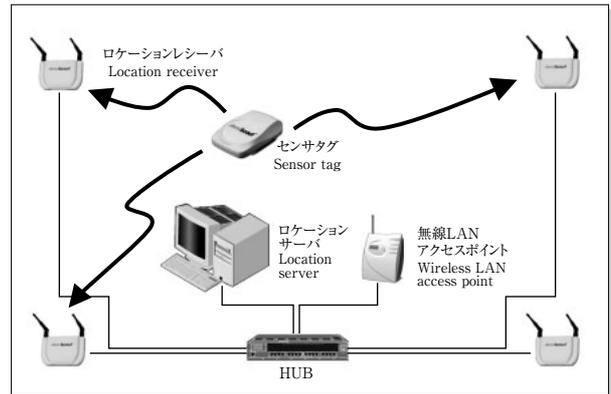 ロケーションレシーバ
Location receiver
センサタグ
Sensor tag
ロケーション
サーバ
Location
server
無線LAN
アクセスポイント
Wireless LAN
access point
HUB